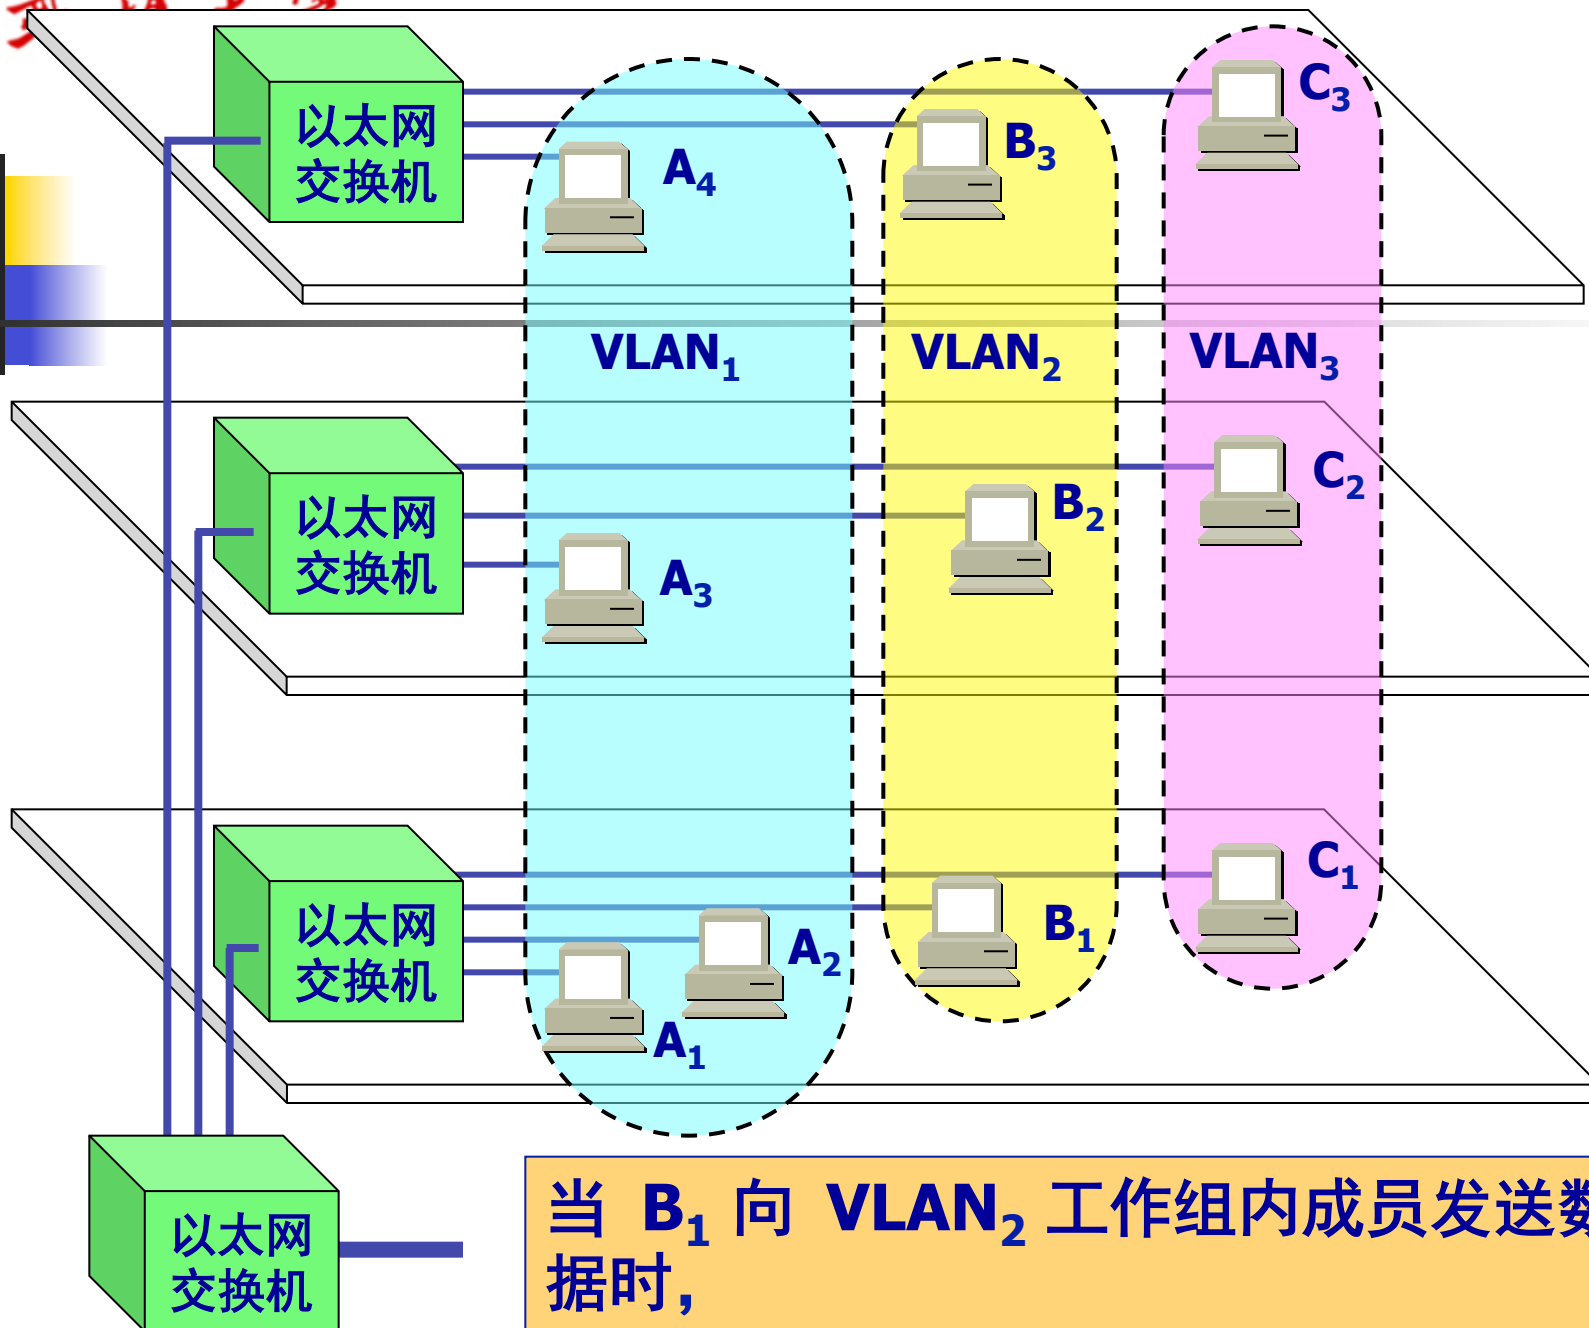 以太网
交换机
A4
B3
C3
VLAN1
VLAN2
VLAN3
以太网
交换机
A3
B2
C2
以太网
交换机
A1
A2
B1
C1
以太网
交换机
当 B1 向 VLAN2 工作组内成员发送数
据时,